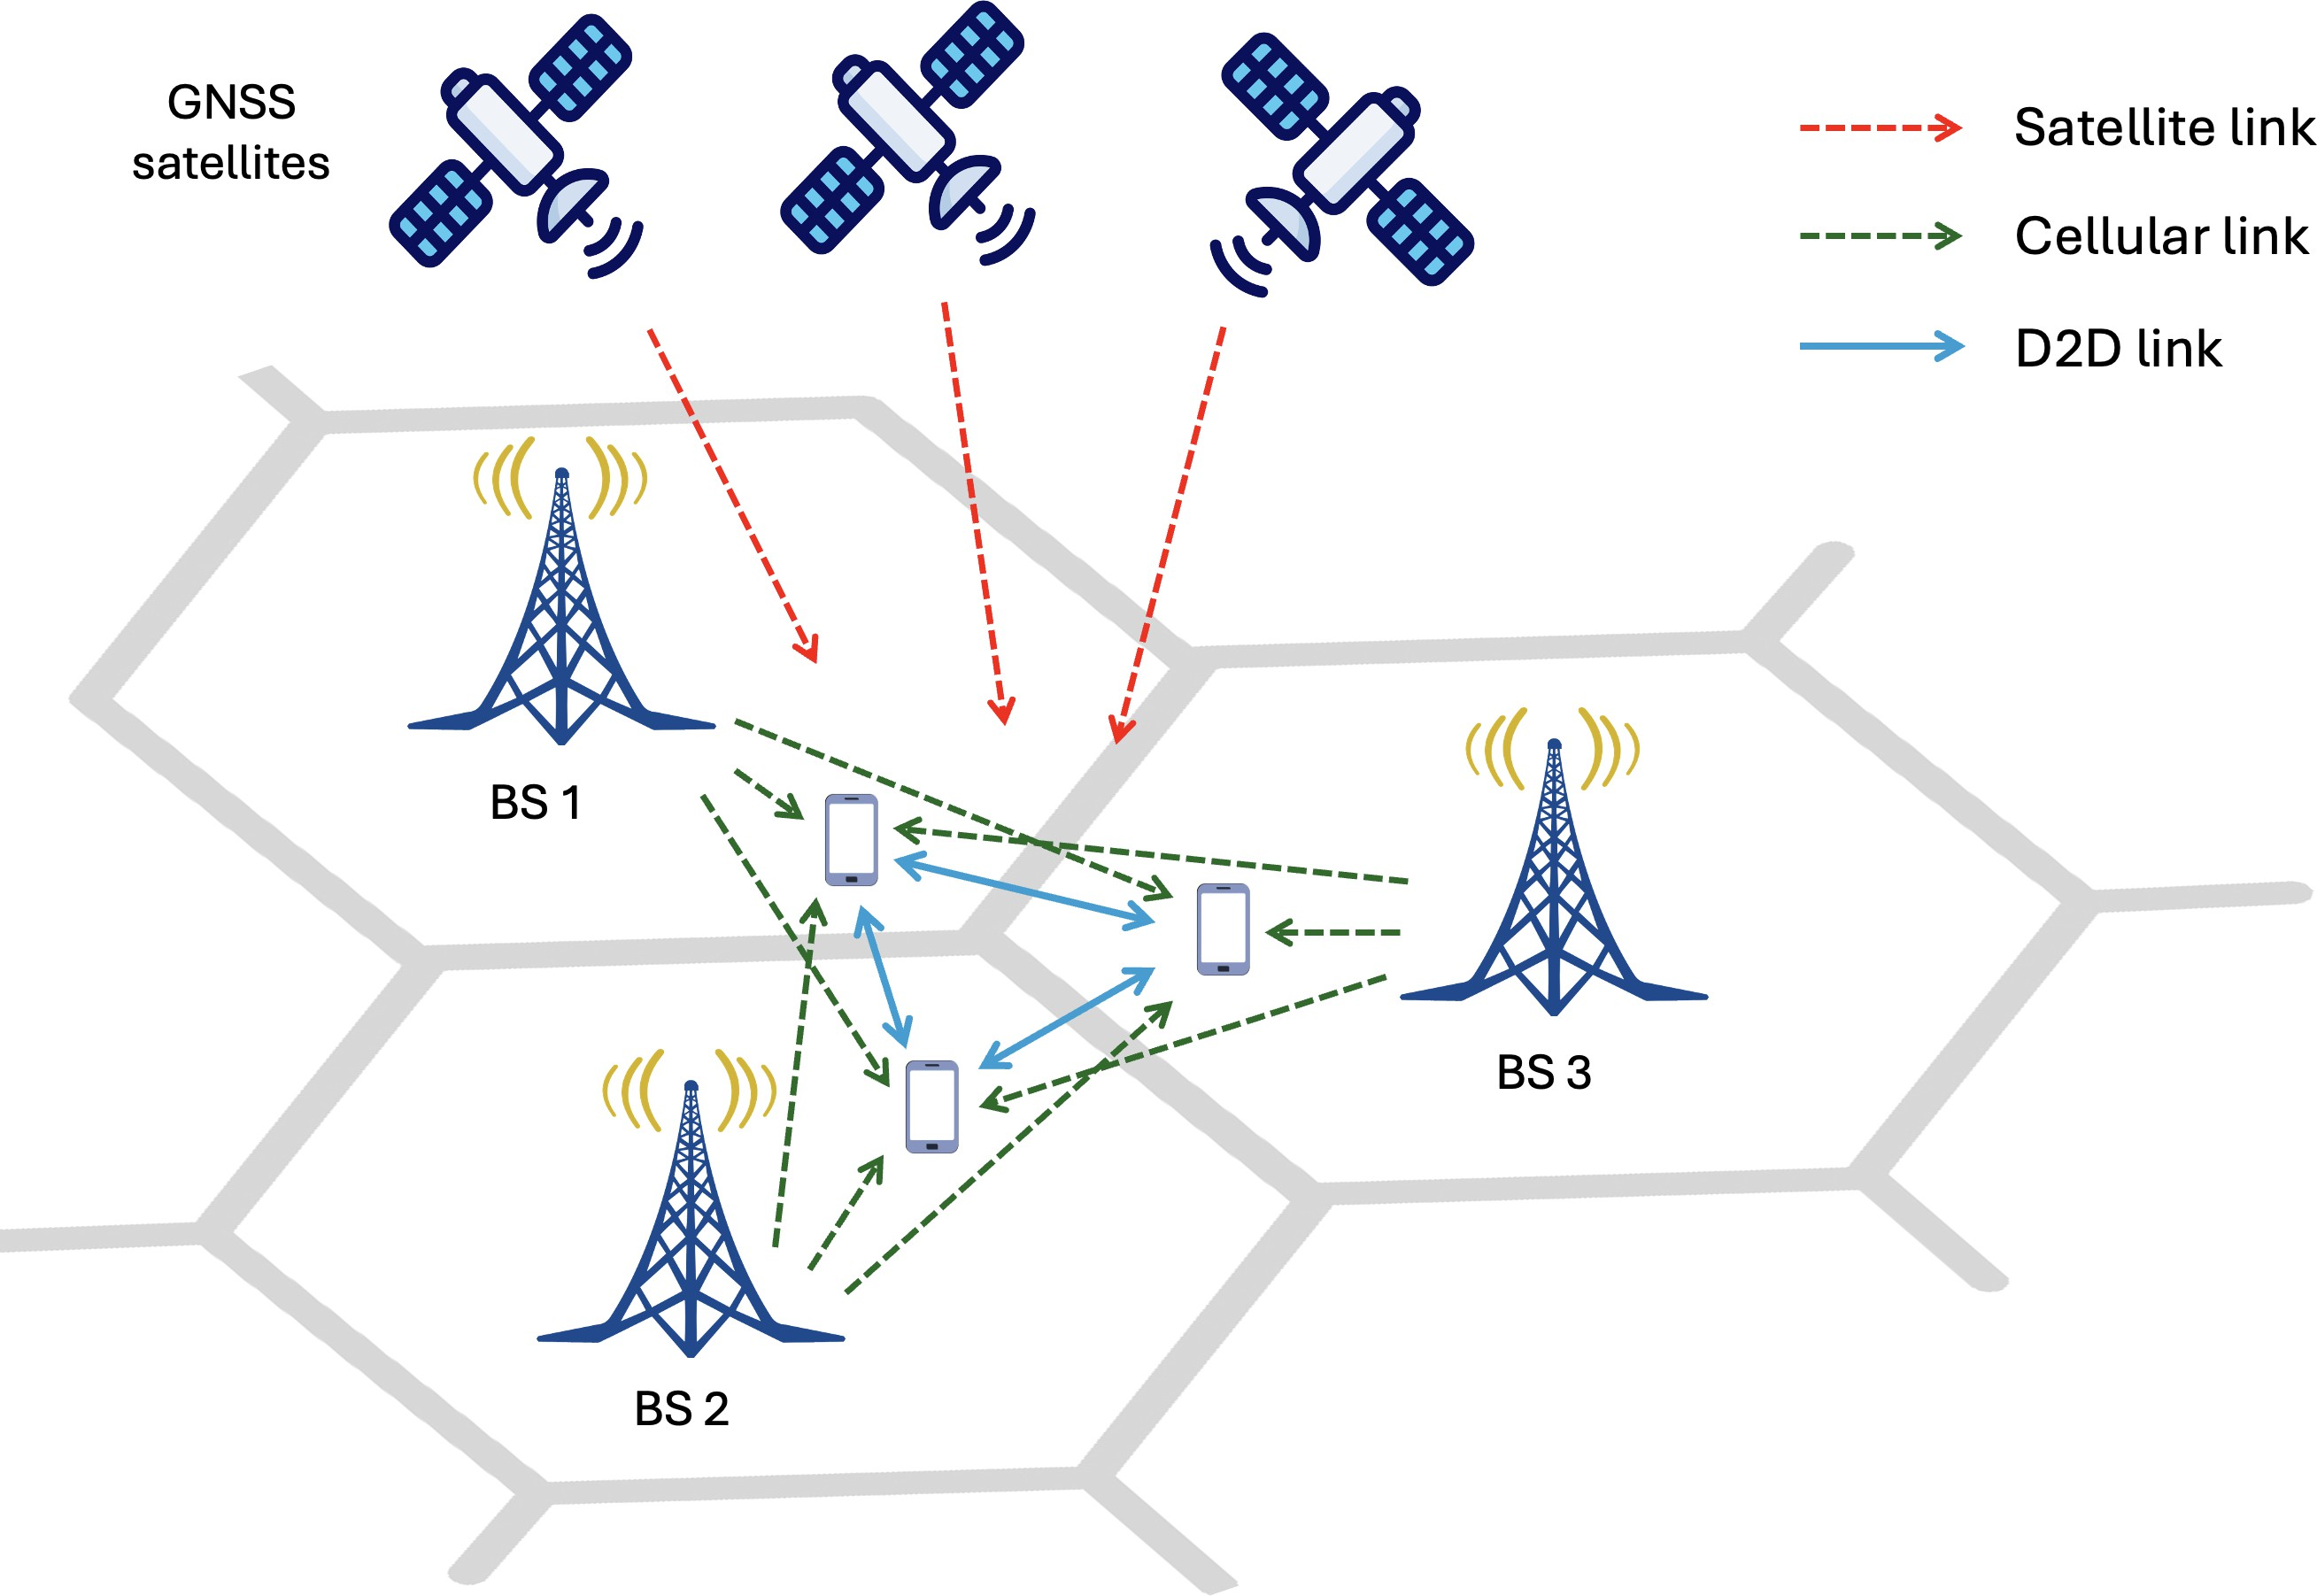 GNSS
satellites
Satellite link
Cellular link
D2D link
BS 1
BS 3
BS 2